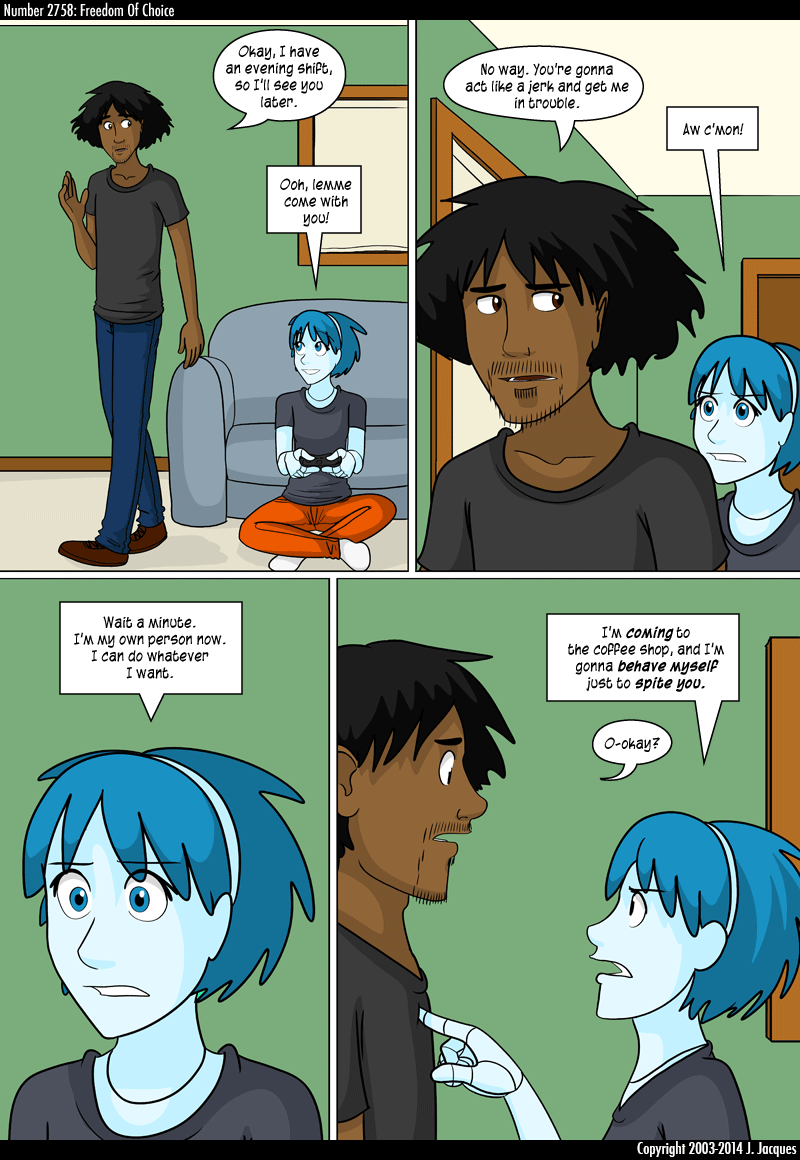 Number 2758: Freedom Of Choice
Okay, I have
an evening shift,
so I'll see you
later.
Ooh, lemme
come with
you!
No way. You're gonna
act like a jerk and get me
in trouble.
Aw c'mon!
Wait a minute.
I'm my own person now.
I can do whatever
I want.
I'm coming to
the coffee shop, and I'm
gonna behave myself
just to spite you.
O-okay?
Copyright 2003-2014 J. Jacques